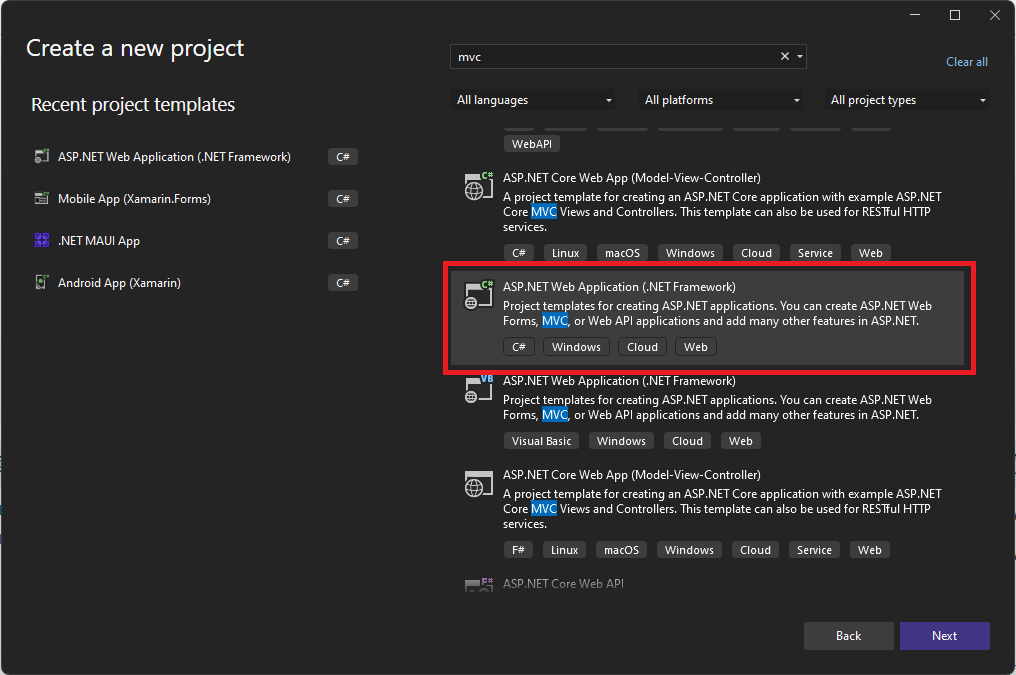 Create a new project
mvc
Clear all
Recent project templates
All languages
All platforms
All project types
ASP.NET Web Application (.NET Framework)
C#
Mobile App (Xamarin.Forms)
C#
.NET MAUI App
C#
Android App (Xamarin)
C#
WebAPI
C#
ASP.NET Core Web App (Model-View-Controller)
A project template for creating an ASP.NET Core application with example ASP.NET
Core MVC Views and Controllers. This template can also be used for RESTful HTTP
services.
C# Linux macOS Windows Cloud Service Web
C#
ASP.NET Web Application (.NET Framework)
Project templates for creating ASP.NET applications. You can create ASP.NET Web
Forms, MVC, or Web API applications and add many other features in ASP.NET.
C# Windows Cloud Web
VB
ASP.NET Web Application (.NET Framework)
Project templates for creating ASP.NET applications. You can create ASP.NET Web
Forms, MVC, or Web API applications and add many other features in ASP.NET.
Visual Basic Windows Cloud Web
ASP.NET Core Web App (Model-View-Controller)
A project template for creating an ASP.NET Core application with example ASP.NET
Core MVC Views and Controllers. This template can also be used for RESTful HTTP
services.
F# Linux macOS Windows Cloud Service Web
F#
ASP.NET Core Web API
Back
Next